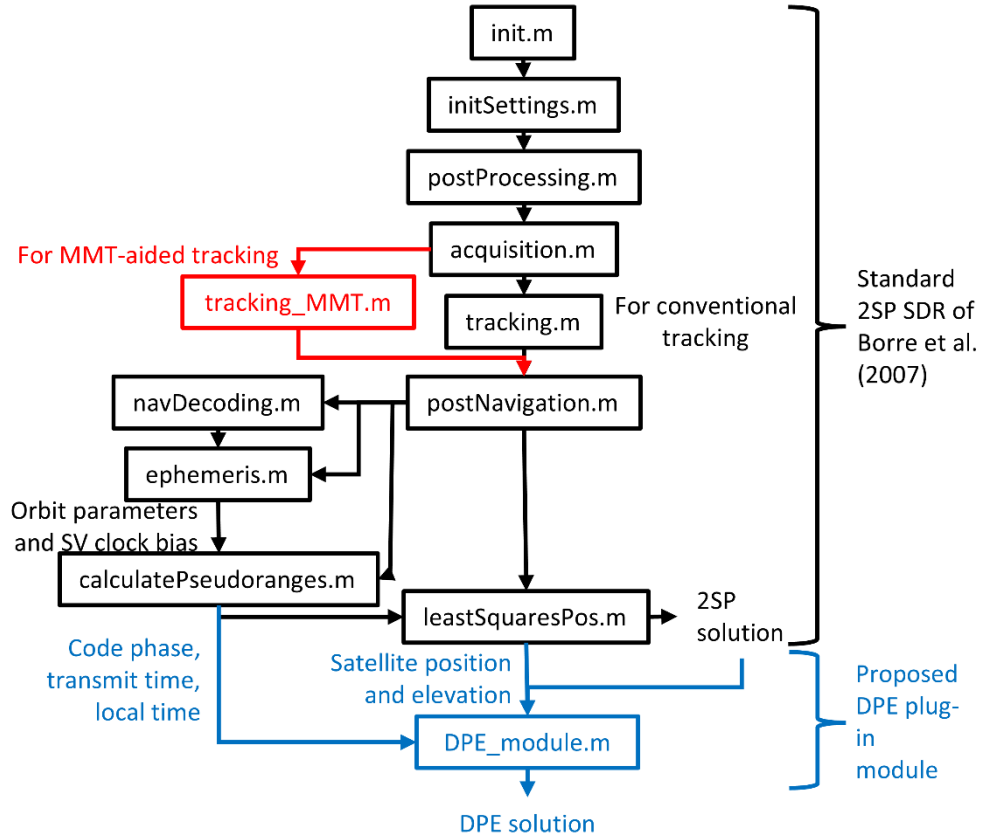 init.m
initSettings.m
postProcessing.m
acquisition.m
For MMT-aided tracking
tracking_MMT.m
tracking.m
For conventional
tracking
Standard
2SP SDR of
Borre et al.
(2007)
navDecoding.m
postNavigation.m
ephemeris.m
Orbit parameters
and SV clock bias
calculatePseudoranges.m
leastSquaresPos.m
2SP
solution
Code phase,
transmit time,
local time
Satellite position
and elevation
Proposed
DPE plug-
in
module
DPE_module.m
DPE solution